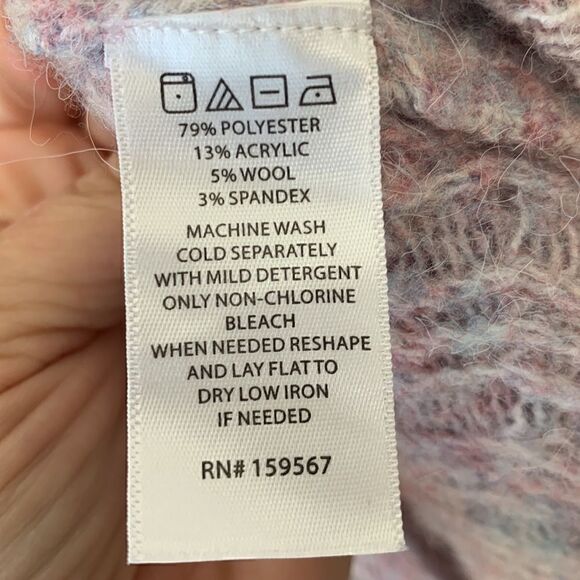 79% POLYESTER
13% ACRYLIC
5% WOOL
3% SPANDEX
MACHINE WASH
COLD SEPARATELY
WITH MILD DETERGENT
ONLY NON-CHLORINE
BLEACH
WHEN NEEDED RESHAPE
AND LAY FLAT TO
DRY LOW IRON
IF NEEDED
RN# 159567